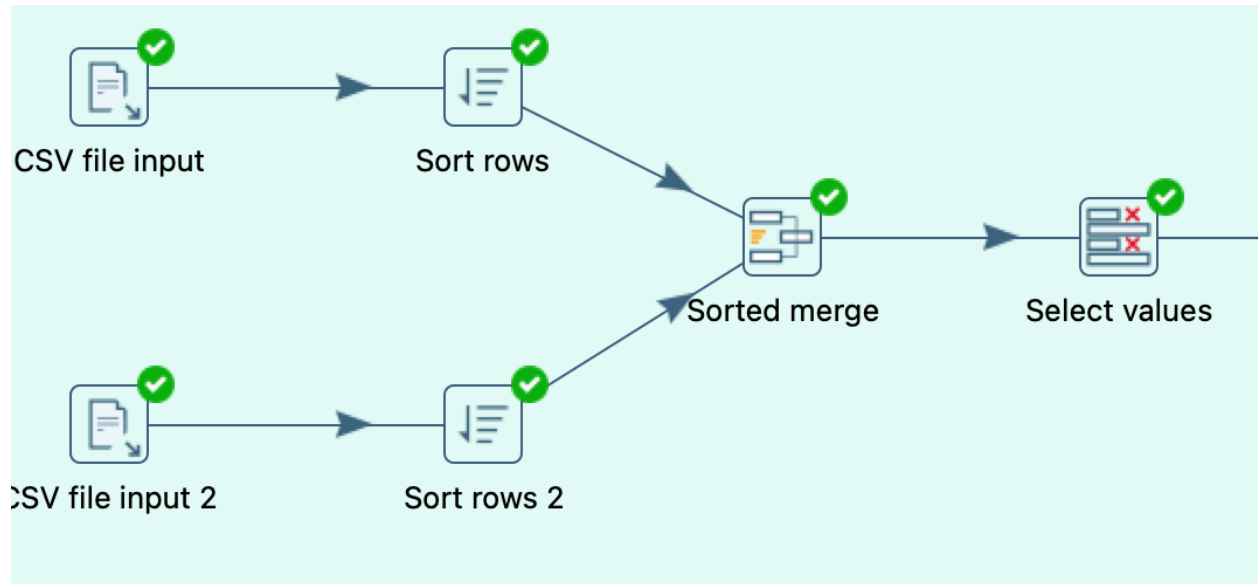 CSV file input
Sort rows
Sorted merge
Select values
CSV file input 2
Sort rows 2